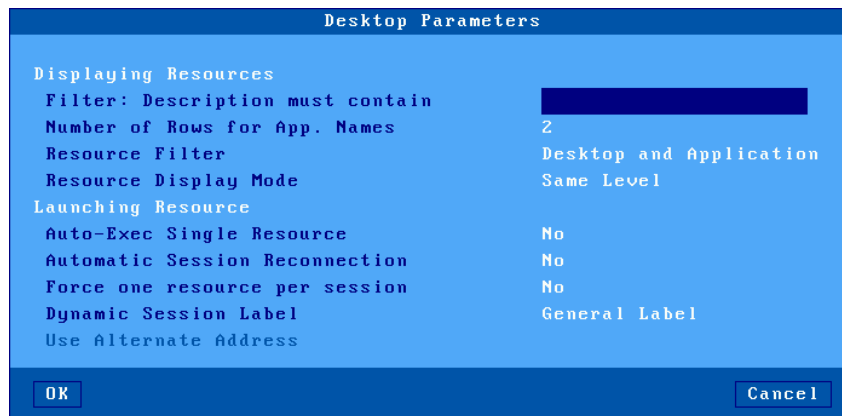 Desktop Parameters
Displaying Resources
Filter: Description must contain
Number of Rows for App. Names 2
Resource Filter Desktop and Application
Resource Display Mode Same Level
Launching Resource
Auto-Exec Single Resource No
Automatic Session Reconnection No
Force one resource per session No
Dynamic Session Label General Label
Use Alternate Address
OK Cancel